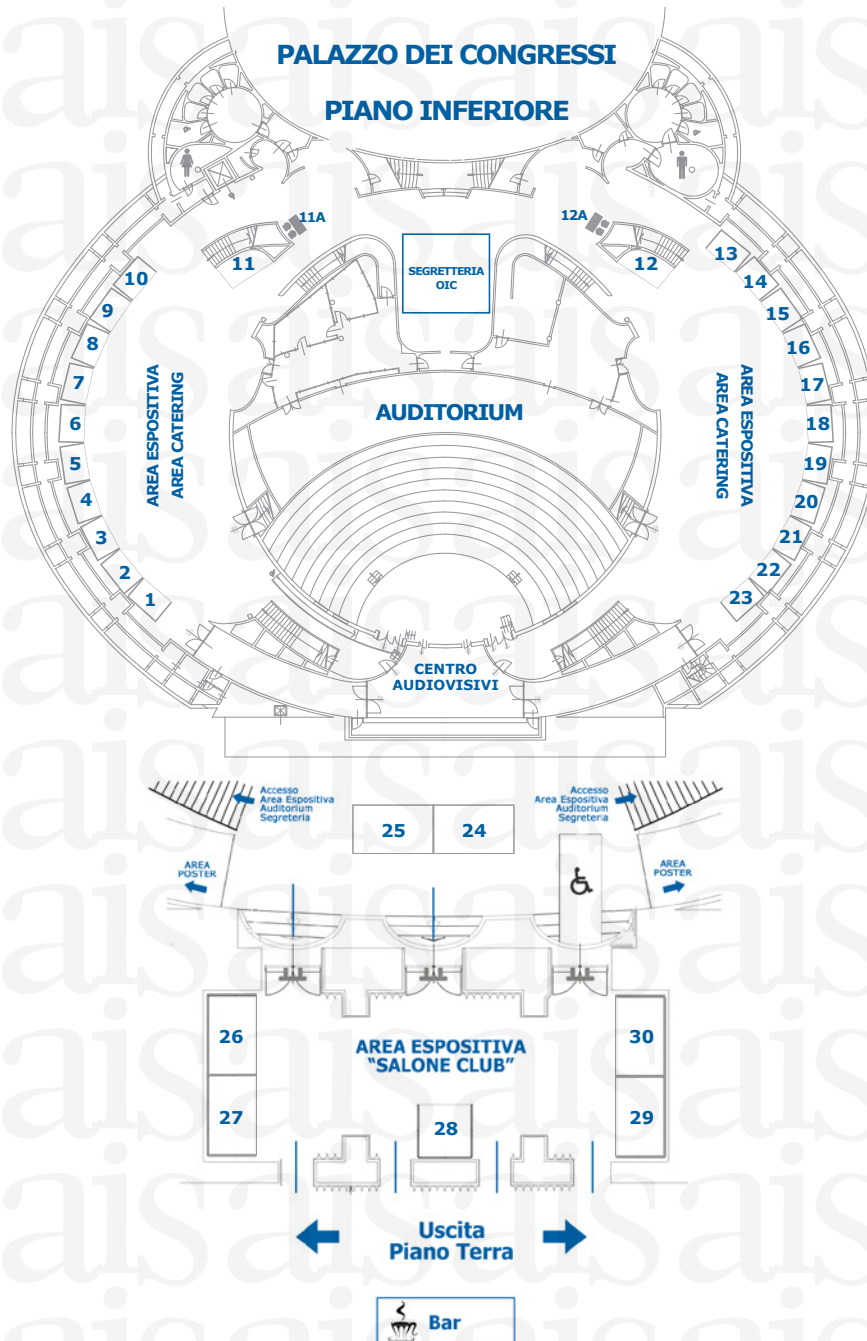 PALAZZO DEI CONGRESSI
PIANO INFERIORE
11A
12A
11
12
13
10
14
9
15
8
16
7
17
6
18
5
19
4
20
3
21
2
22
1
23
SEGRETTERIA
OIC
AREA ESPOSITIVA
AREA CATERING
AUDITORIUM
AREA ESPOSITIVA
AREA CATERING
CENTRO
AUDIOVISIVI
Accesso
Area Espositiva
Auditorium
Segreteria
Accesso
Area Espositiva
Auditorium
Segreteria
25
24
AREA
POSTER
AREA
POSTER
26
30
AREA ESPOSITIVA
"SALONE CLUB"
27
28
29
Uscita
Piano Terra
Bar
ais